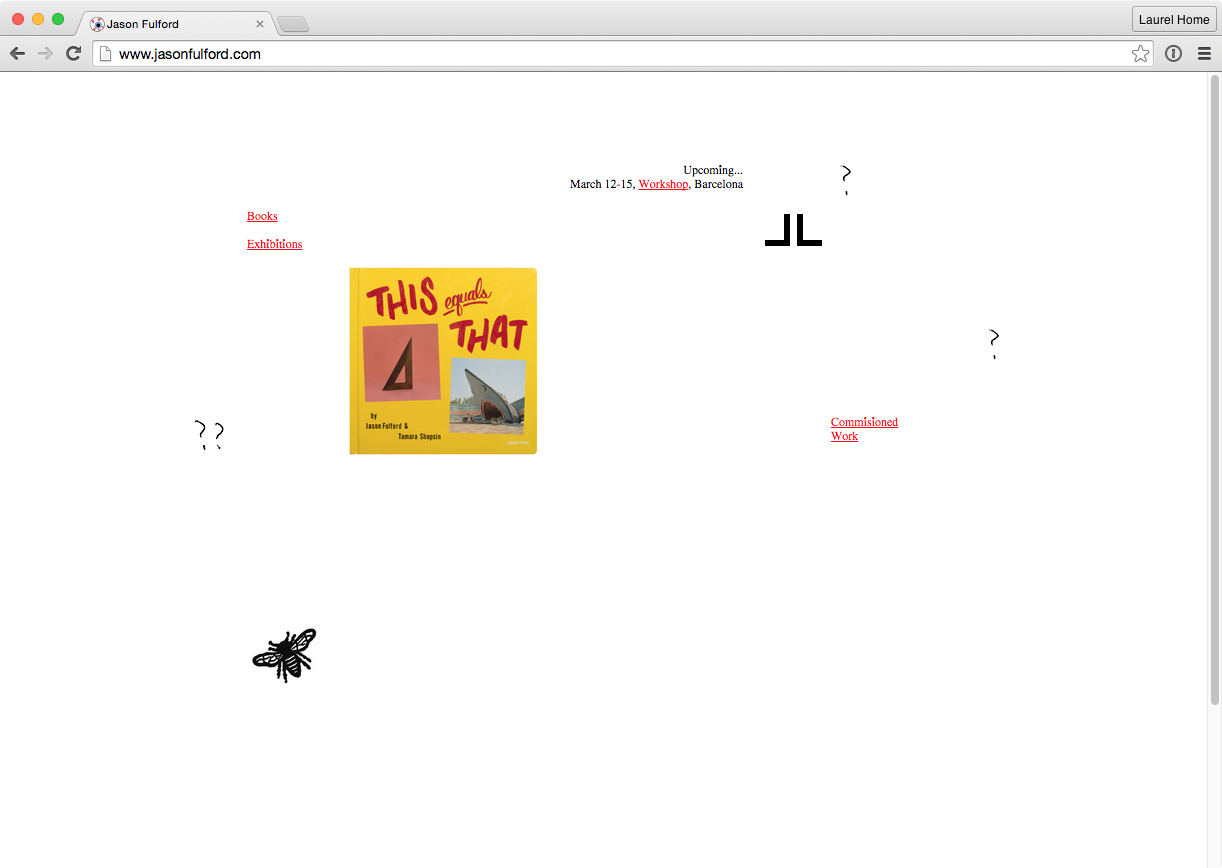 Jason Fulford
Laurel Home
www.jasonfulford.com
Upcoming...
March 12-15, Workshop, Barcelona
?
Books
Exhibitions
THIS equals
THAT
by
Jason Fulford &
Tamara Shopsin
aperture
?
? ?
Commisioned
Work